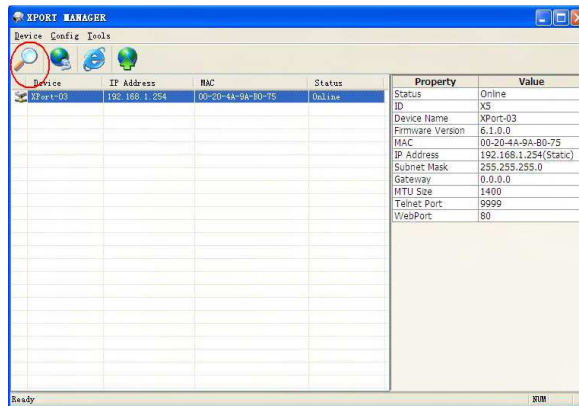 XPORT MANAGER
Device Config Tools
Device IP Address MAC Status
XPort-03 192.168.1.254 00-20-4A-9A-B0-75 Online
Property Value
Status Online
ID X5
Device Name XPort-03
Firmware Version 6.1.0.0
MAC 00-20-4A-9A-B0-75
IP Address 192.168.1.254(Static)
Subnet Mask 255.255.255.0
Gateway 0.0.0.0
MTU Size 1400
Telnet Port 9999
WebPort 80
Ready NUM